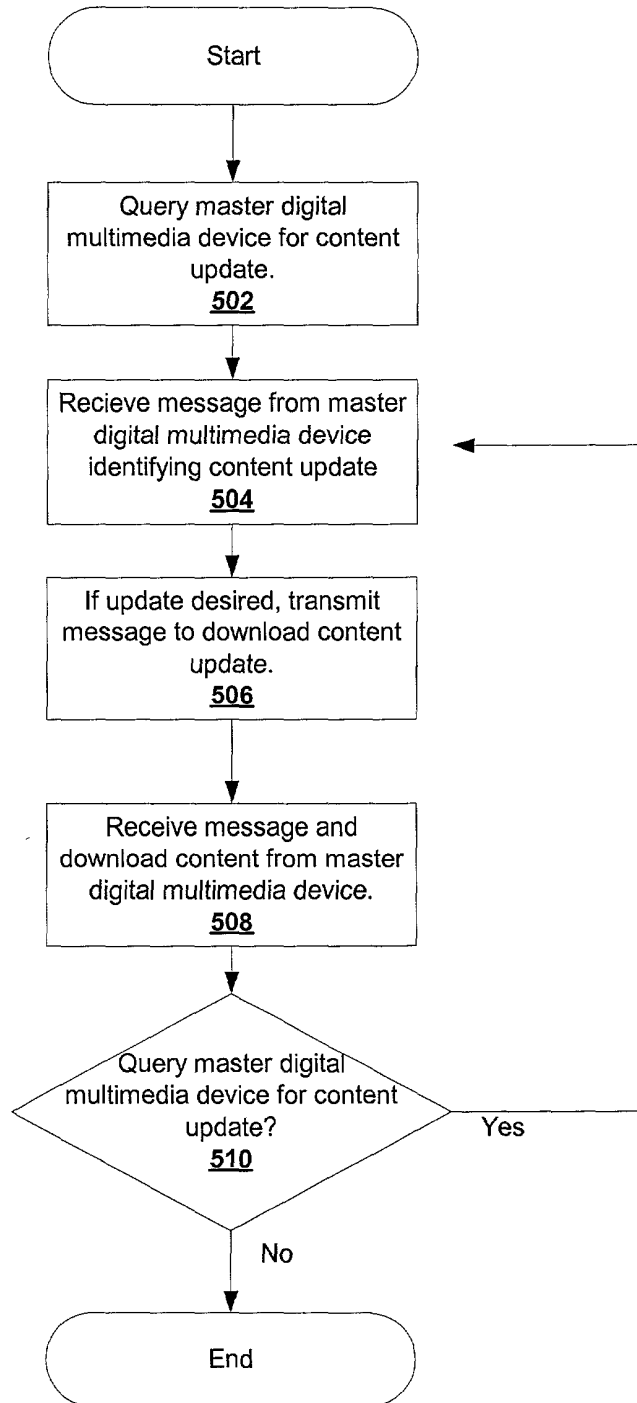 Start
Query master digital
multimedia device for content
update.
502
Recieve message from master
digital multimedia device
identifying content update
504
If update desired, transmit
message to download content
update.
506
Receive message and
download content from master
digital multimedia device.
508
Query master digital
multimedia device for content
update?
510
Yes
No
End